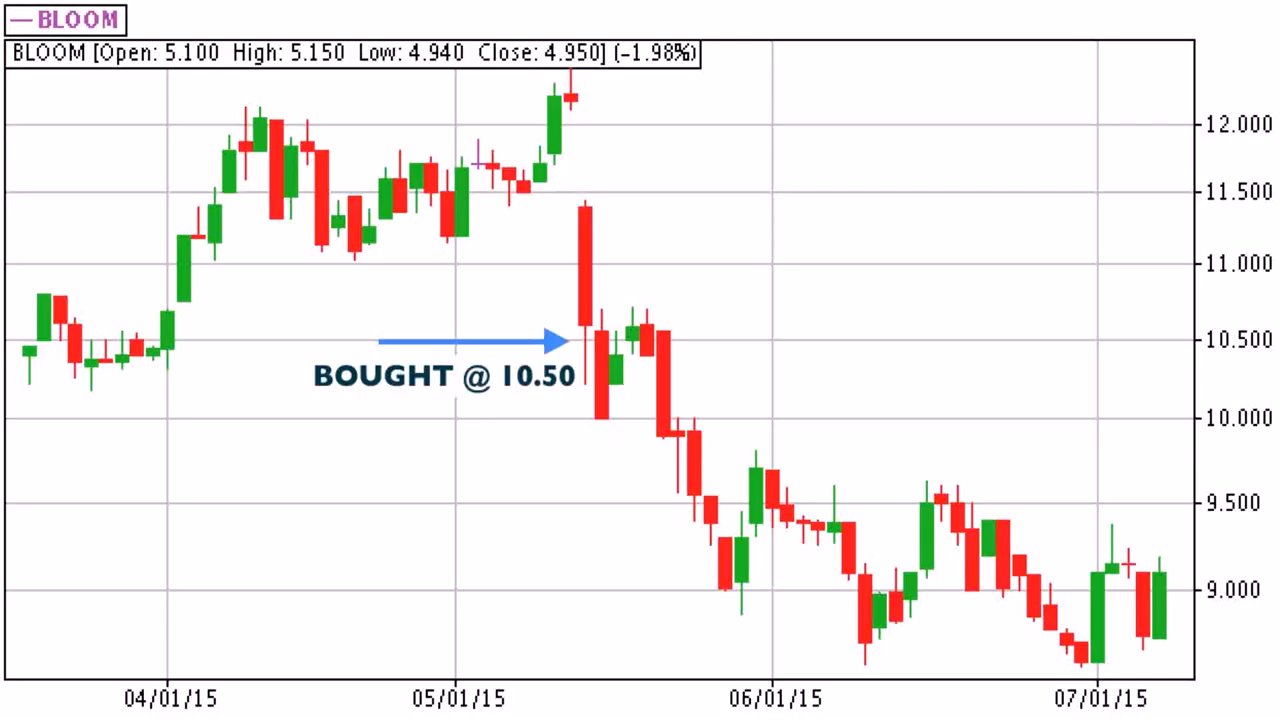 BLOOM
BLOOM [Open: 5.100 High: 5.150 Low: 4.940 Close: 4.950] (-1.98%)
12.000
11.500
11.000
10.500
BOUGHT @ 10.50
10.000
9.500
9.000
04/01/15 05/01/15 06/01/15 07/01/15